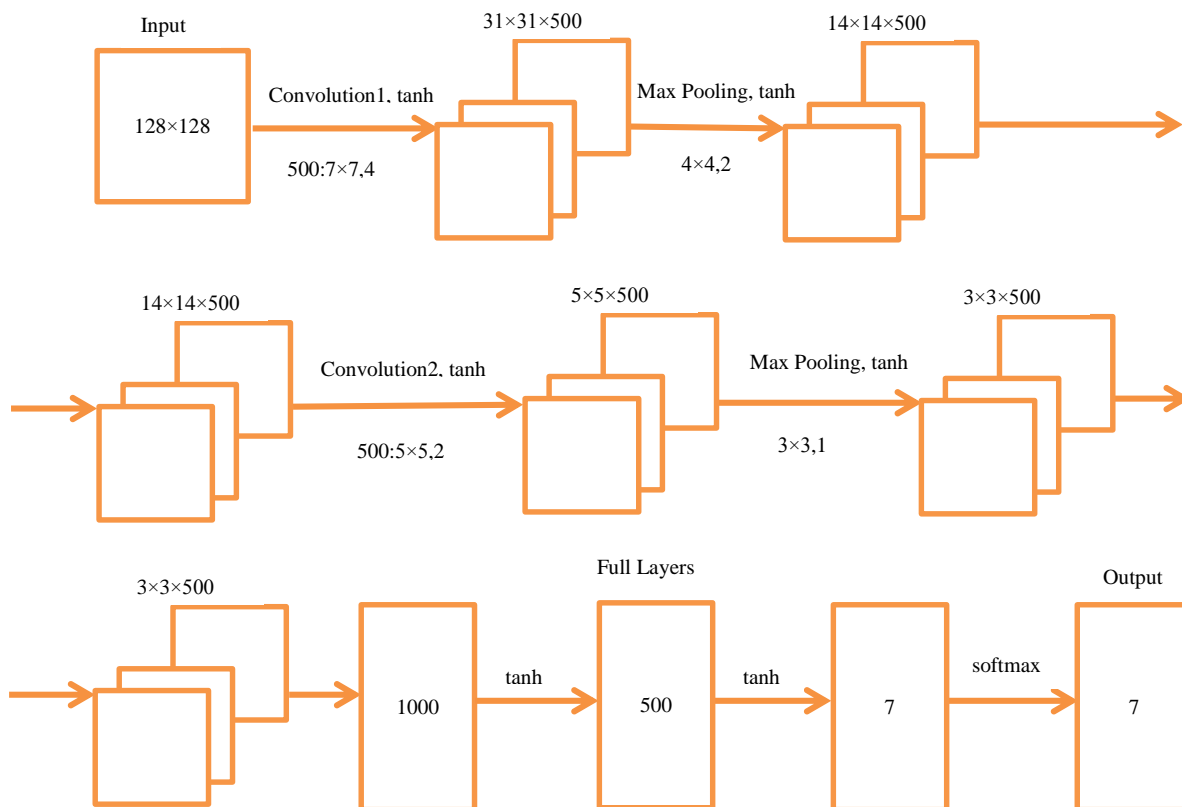 Input
31×31×500
14×14×500
Convolution1, tanh
Max Pooling, tanh
128×128
500:7×7,4
4×4,2
14×14×500
5×5×500
3×3×500
Convolution2, tanh
Max Pooling, tanh
500:5×5,2
3×3,1
3×3×500
Full Layers
Output
tanh
tanh
softmax
1000
500
7
7